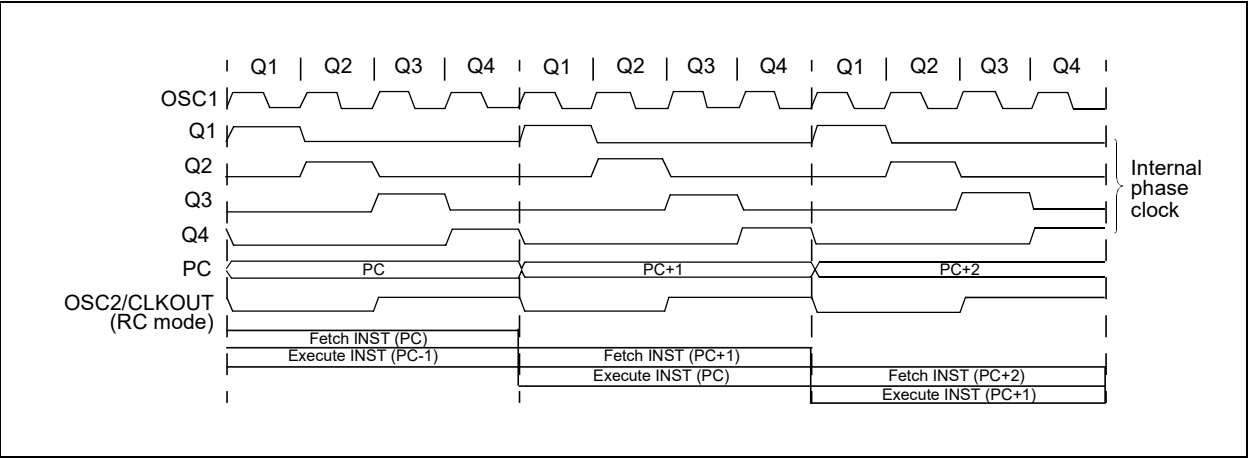 Q1 | Q2 | Q3 | Q4 | Q1 | Q2 | Q3 | Q4 | Q1 | Q2 | Q3 | Q4
OSC1
Q1
Q2
Q3
Q4
Internal
phase
clock
PC
PC
PC+1
PC+2
OSC2/CLKOUT
(RC mode)
Fetch INST (PC)
Execute INST (PC-1)
Fetch INST (PC+1)
Execute INST (PC)
Fetch INST (PC+2)
Execute INST (PC+1)